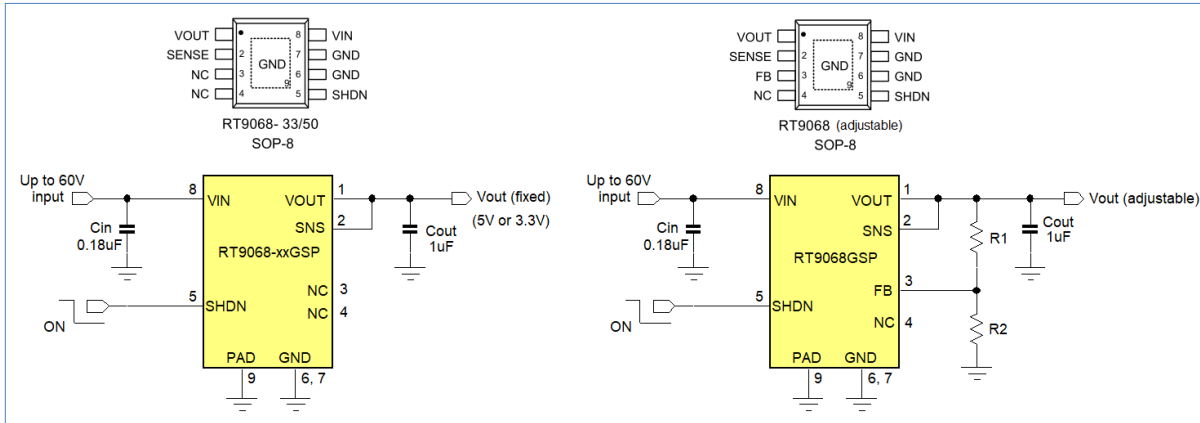 VOUT
SENSE
NC
NC
2
3
4
GND
9
8
7
6
5
VIN
GND
GND
SHDN
RT9068- 33/50
SOP-8
Up to 60V
input
Cin
0.18uF
8
VIN
VOUT
1
SNS
2
RT9068-xxGSP
Vout (fixed)
(5V or 3.3V)
Cout
1uF
ON
5
SHDN
NC
3
NC
4
PAD
GND
9
6, 7
VOUT
SENSE
FB
NC
2
3
4
GND
9
8
7
6
5
VIN
GND
GND
SHDN
RT9068 (adjustable)
SOP-8
Up to 60V
input
Cin
0.18uF
8
VIN
VOUT
1
SNS
2
RT9068GSP
Vout (adjustable)
Cout
1uF
R1
ON
5
SHDN
FB
3
NC
4
R2
PAD
GND
9
6, 7